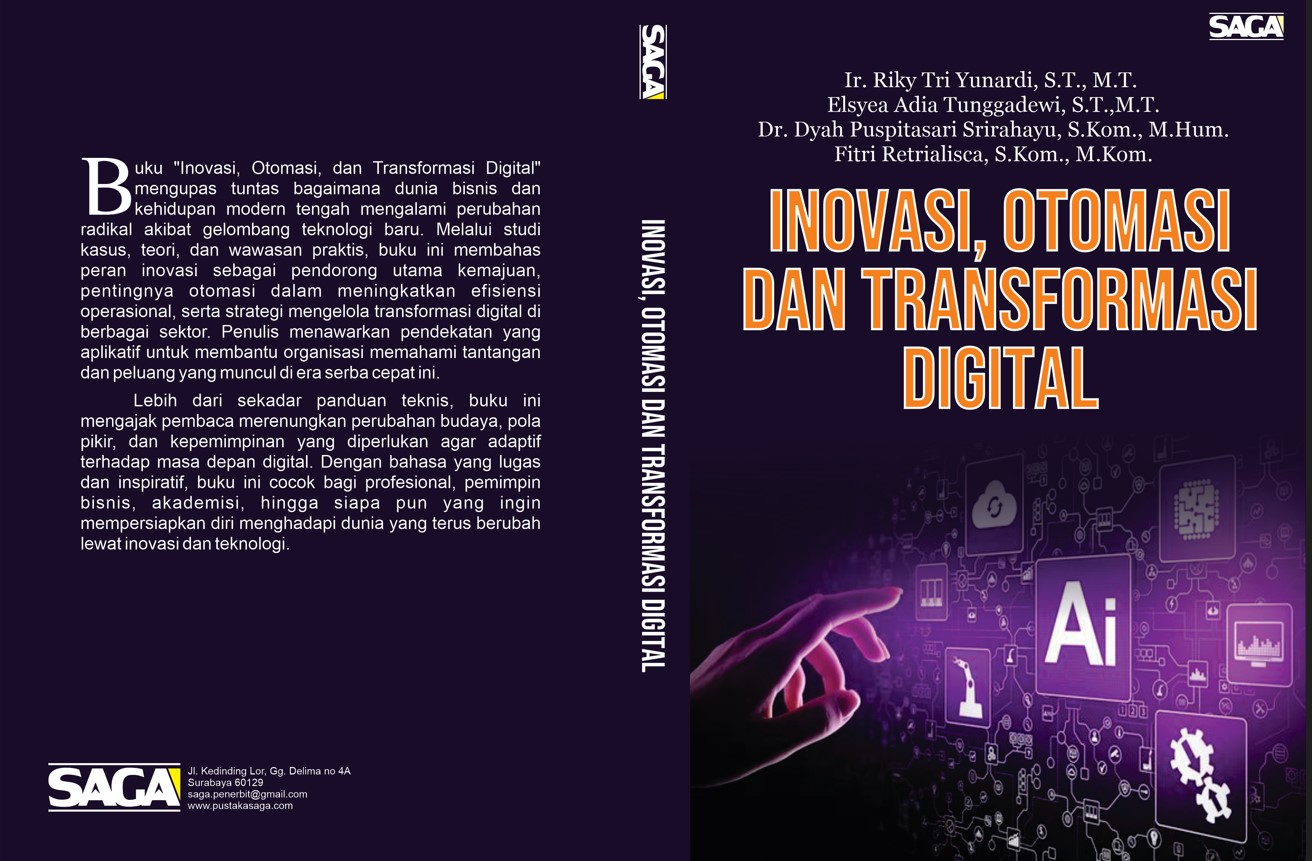 Buku "Inovasi, Otomasi, dan Transformasi Digital"
mengupas tuntas bagaimana dunia bisnis dan
kehidupan modern tengah mengalami perubahan
radikal akibat gelombang teknologi baru. Melalui studi
kasus, teori, dan wawasan praktis, buku ini membahas
peran inovasi sebagai pendorong utama kemajuan,
pentingnya otomasi dalam meningkatkan efisiensi
operasional, serta strategi mengelola transformasi digital di
berbagai sektor. Penulis menawarkan pendekatan yang
aplikatif untuk membantu organisasi memahami tantangan
dan peluang yang muncul di era serba cepat ini.
Lebih dari sekadar panduan teknis, buku ini
mengajak pembaca merenungkan perubahan budaya, pola
pikir, dan kepemimpinan yang diperlukan agar adaptif
terhadap masa depan digital. Dengan bahasa yang lugas
dan inspiratif, buku ini cocok bagi profesional, pemimpin
bisnis, akademisi, hingga siapa pun yang ingin
mempersiapkan diri menghadapi dunia yang terus berubah
lewat inovasi dan teknologi.
SAGA
Jl. Kedinding Lor, Gg. Delima no 4A
Surabaya 60129
saga.penerbit@gmail.com
www.pustakasaga.com
SAGA
INOVASI, OTOMASI DAN TRANSFORMASI DIGITAL
SAGA
Ir. Riky Tri Yunardi, S.T., M.T.
Elsyea Adia Tunggadewi, S.T.,M.T.
Dr. Dyah Puspitasari Srirahayu, S.Kom., M.Hum.
Fitri Retrialisca, S.Kom., M.Kom.
INOVASI, OTOMASI
DAN TRANSFORMASI
DIGITAL
Ai
1 2 3